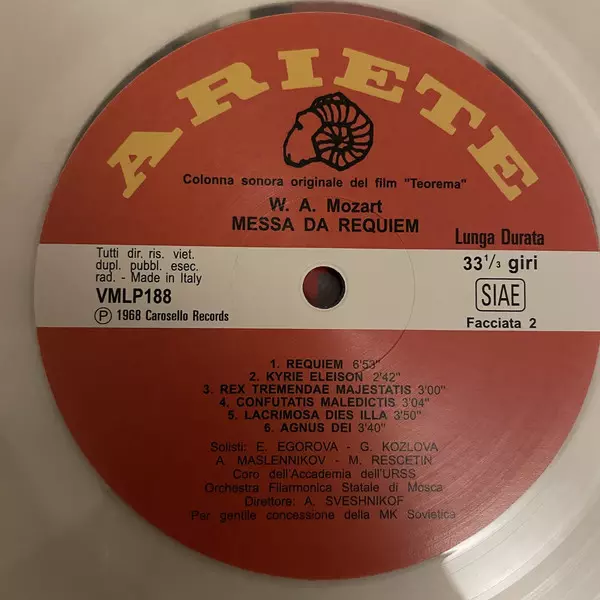 ARIETE
Colonna sonora originale del film "Teorema"
W. A. Mozart
MESSA DA REQUIEM
Tutti dir. ris. viet.
dupl. pubbl. esec.
rad. - Made in Italy
VMLP188
Ⓟ 1968 Carosello Records
Lunga Durata
33 1/3 giri
SIAE
Facciata 2
1. REQUIEM 6'53"
2. KYRIE ELEISON 2'42"
3. REX TREMENDAE MAJESTATIS 3'00"
4. CONFUTATIS MALEDICTIS 3'04"
5. LACRIMOSA DIES ILLA 3'50"
6. AGNUS DEI 3'40"
Solisti: E. EGOROVA - G. KOZLOVA
A. MASLENNIKOV - M. RESCETIN
Coro dell'Accademia dell'URSS
Orchestra Filarmonica Statale di Mosca
Direttore: A. SVESHNIKOF
Per gentile concessione della MK Sovietica